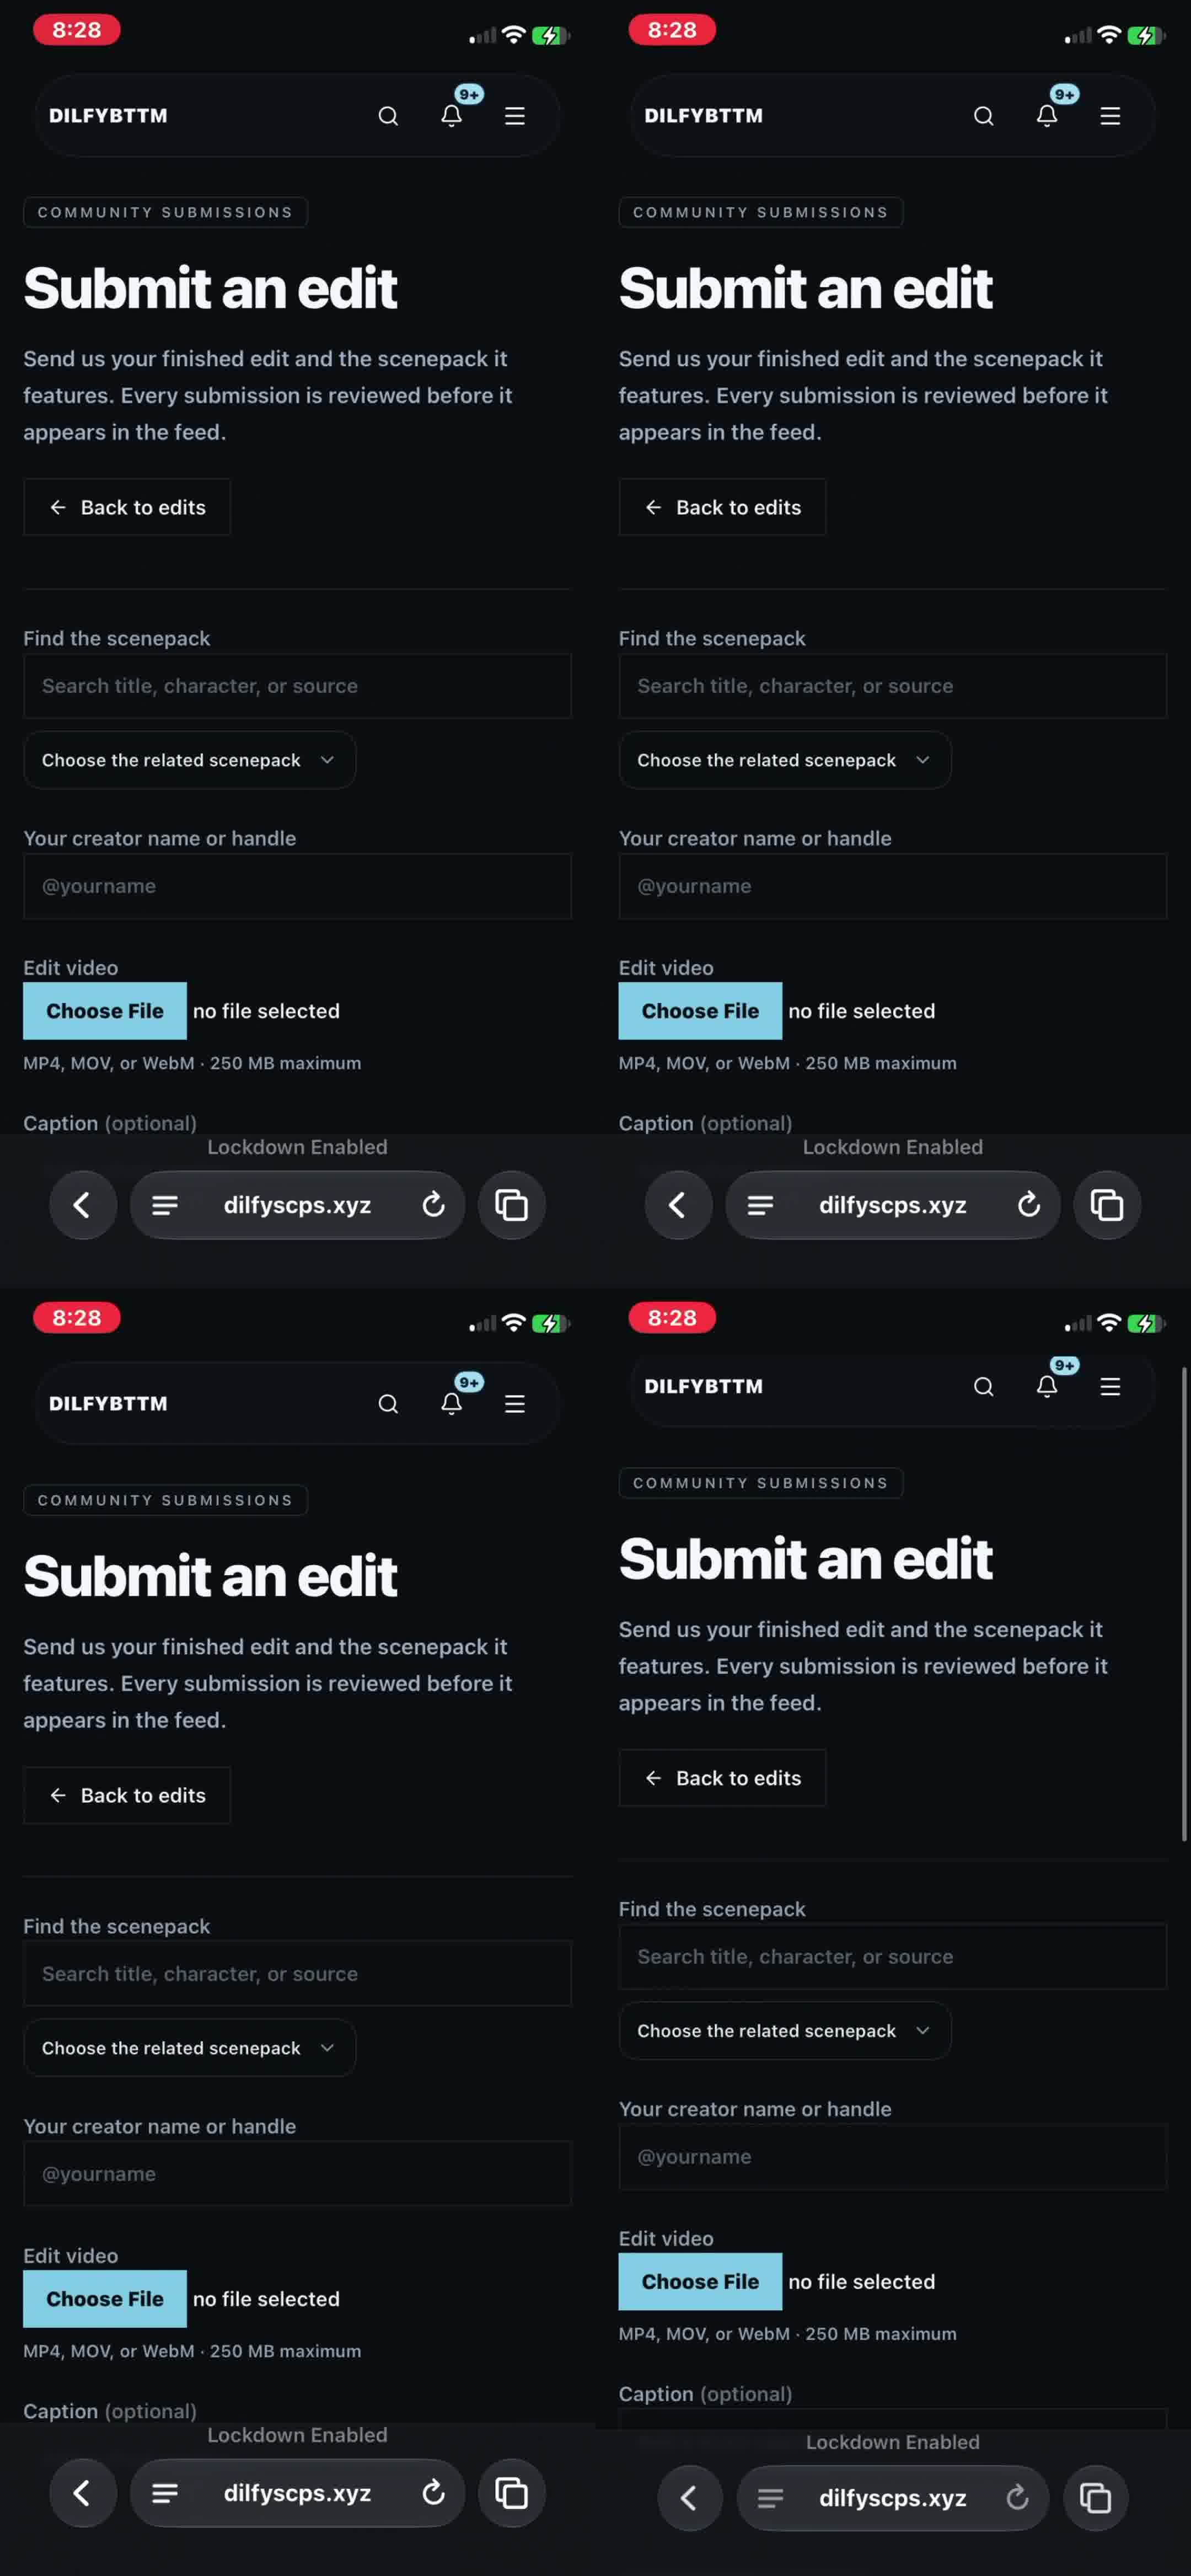 8:28
9+
DILFYBTTM
COMMUNITY SUBMISSIONS
Submit an edit
Send us your finished edit and the scenepack it
features. Every submission is reviewed before it
appears in the feed.
← Back to edits
Find the scenepack
Search title, character, or source
Choose the related scenepack
Your creator name or handle
@yourname
Edit video
Choose File no file selected
MP4, MOV, or WebM · 250 MB maximum
Caption (optional)
Lockdown Enabled
dilfyscps.xyz
8:28
9+
DILFYBTTM
COMMUNITY SUBMISSIONS
Submit an edit
Send us your finished edit and the scenepack it
features. Every submission is reviewed before it
appears in the feed.
← Back to edits
Find the scenepack
Search title, character, or source
Choose the related scenepack
Your creator name or handle
@yourname
Edit video
Choose File no file selected
MP4, MOV, or WebM · 250 MB maximum
Caption (optional)
Lockdown Enabled
dilfyscps.xyz
8:28
9+
DILFYBTTM
COMMUNITY SUBMISSIONS
Submit an edit
Send us your finished edit and the scenepack it
features. Every submission is reviewed before it
appears in the feed.
← Back to edits
Find the scenepack
Search title, character, or source
Choose the related scenepack
Your creator name or handle
@yourname
Edit video
Choose File no file selected
MP4, MOV, or WebM · 250 MB maximum
Caption (optional)
Lockdown Enabled
dilfyscps.xyz
8:28
9+
DILFYBTTM
COMMUNITY SUBMISSIONS
Submit an edit
Send us your finished edit and the scenepack it
features. Every submission is reviewed before it
appears in the feed.
← Back to edits
Find the scenepack
Search title, character, or source
Choose the related scenepack
Your creator name or handle
@yourname
Edit video
Choose File no file selected
MP4, MOV, or WebM · 250 MB maximum
Caption (optional)
Lockdown Enabled
dilfyscps.xyz